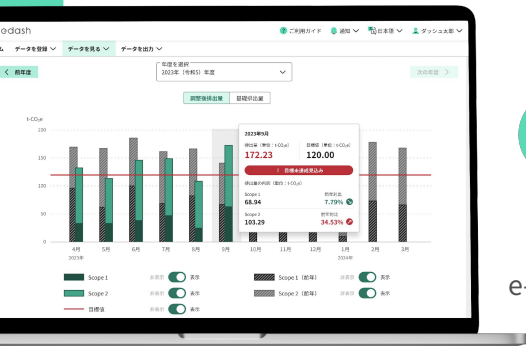 edash
ご利用ガイド 通知 日本語 ダッシュ太郎
ム データを登録 データを見る データを出力
前年度
年度を選択
2023年（令和5）年度
次の年度
調整後排出量 基礎排出量
t-CO₂e
200
150
100
50
0
2023年9月
排出量（単位：t-CO₂e） 目標値（単位：t-CO₂e）
172.23 120.00
! 目標未達成見込み
排出量の内訳（単位：t-CO₂e）
Scope 1 前年対比
68.94 7.79%
Scope 2 前年対比
103.29 34.53%
4月 5月 6月 7月 8月 9月 10月 11月 12月 1月 2月 3月
2023年 2024年
Scope 1 非表示 表示 Scope 1（前年） 非表示 表示
Scope 2 非表示 表示 Scope 2（前年） 非表示 表示
目標値 非表示 表示
e-